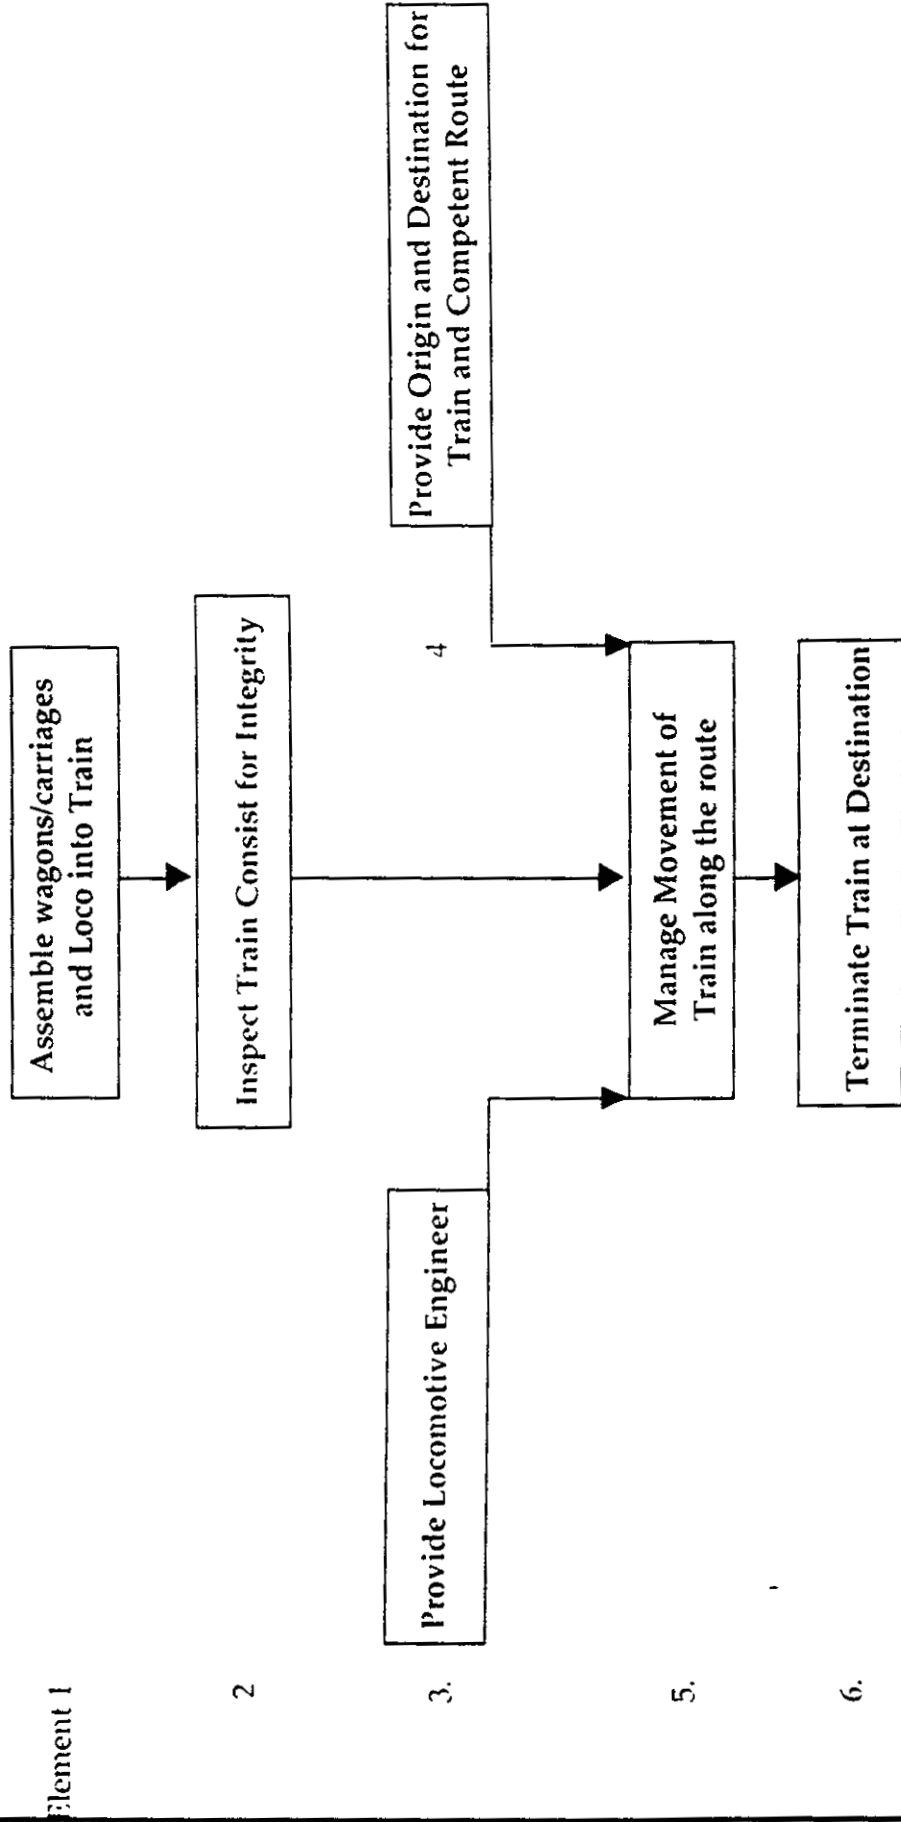 Element 1
Assemble wagons/carriages
and Loco into Train
2
Inspect Train Consist for Integrity
3.
Provide Locomotive Engineer
4
Provide Origin and Destination for
Train and Competent Route
5.
Manage Movement of
Train along the route
6.
Terminate Train at Destination